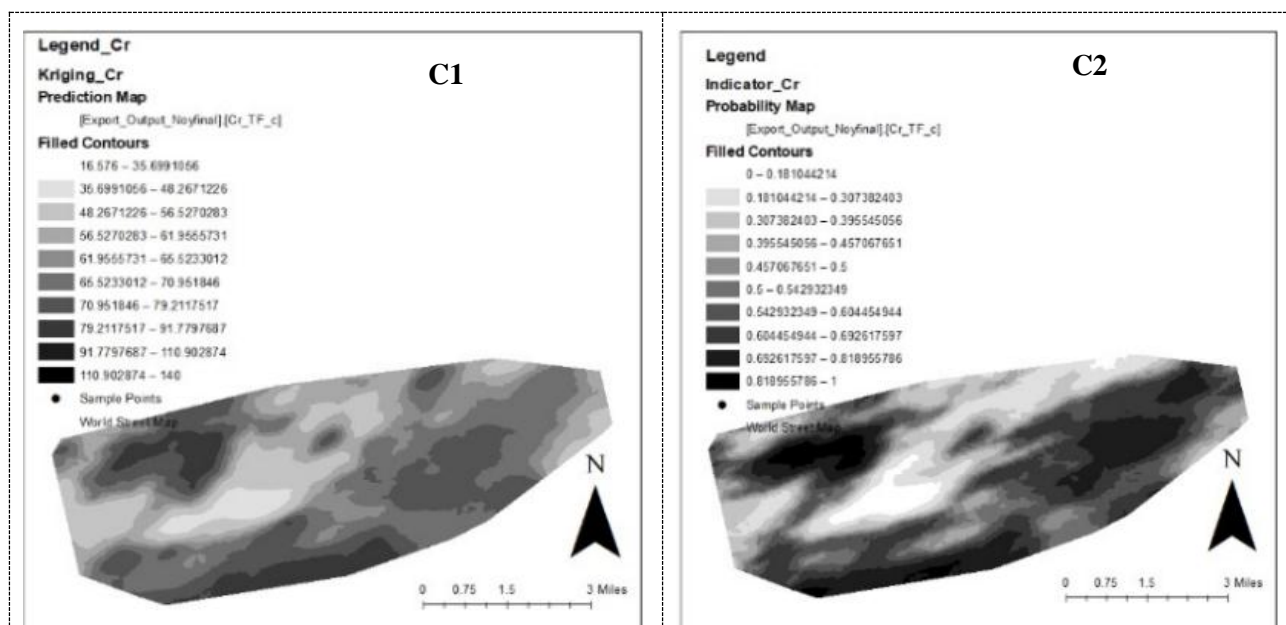 Legend_Cr
C1
Kriging_Cr
Prediction Map
[Export_Output_Noyfinal].[Cr_TF_c]
Filled Contours
16.576 – 35.6991056
35.6991056 – 48.2671226
48.2671226 – 56.5270283
56.5270283 – 61.9555731
61.9555731 – 65.5233012
65.5233012 – 70.951846
70.951846 – 79.2117517
79.2117517 – 91.7797687
91.7797687 – 110.902874
110.902874 – 140
Sample Points
World Street Map
N
0 0.75 1.5 3 Miles
Legend
C2
Indicator_Cr
Probability Map
[Export_Output_Noyfinal].[Cr_TF_c]
Filled Contours
0 – 0.181044214
0.181044214 – 0.307382403
0.307382403 – 0.395545056
0.395545056 – 0.457067651
0.457067651 – 0.5
0.5 – 0.542932349
0.542932349 – 0.604454944
0.604454944 – 0.692617597
0.692617597 – 0.818955786
0.818955786 – 1
Sample Points
World Street Map
N
0 0.75 1.5 3 Miles